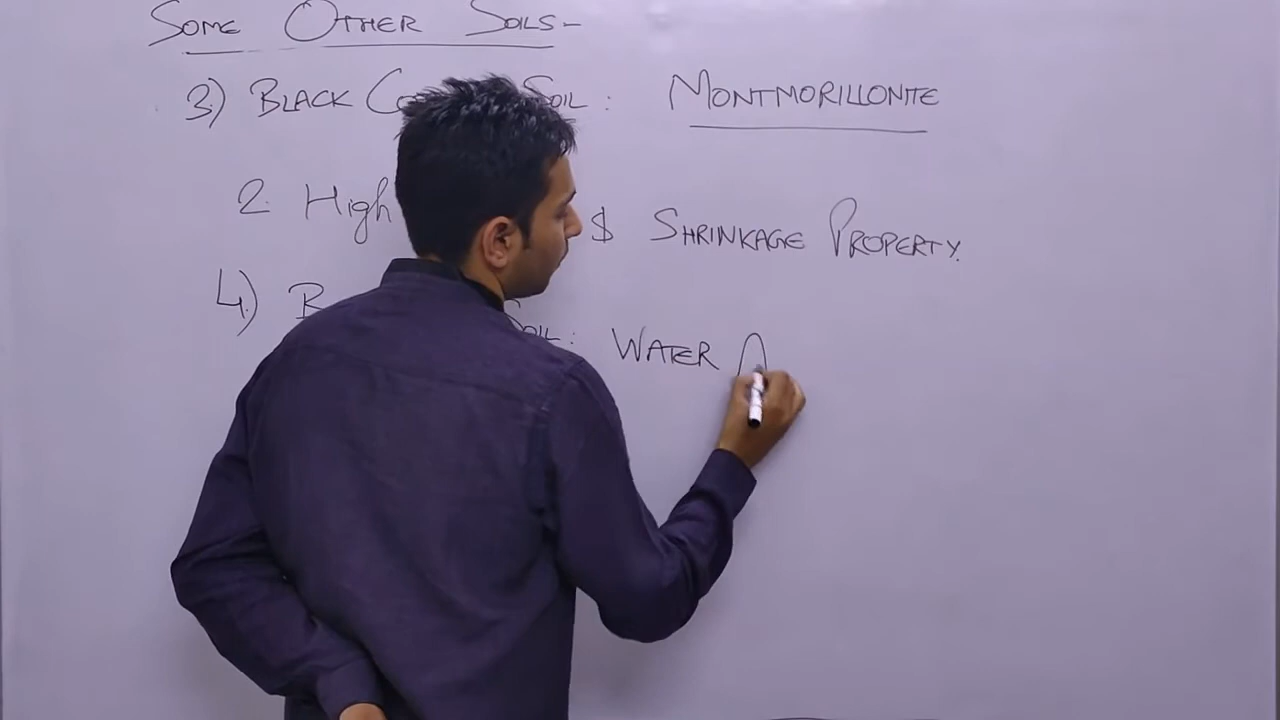 SOME OTHER SOILS-
3) BLACK SOIL: MONTMORILLONITE
2. High & SHRINKAGE PROPERTY.
4.) SOIL: WATER